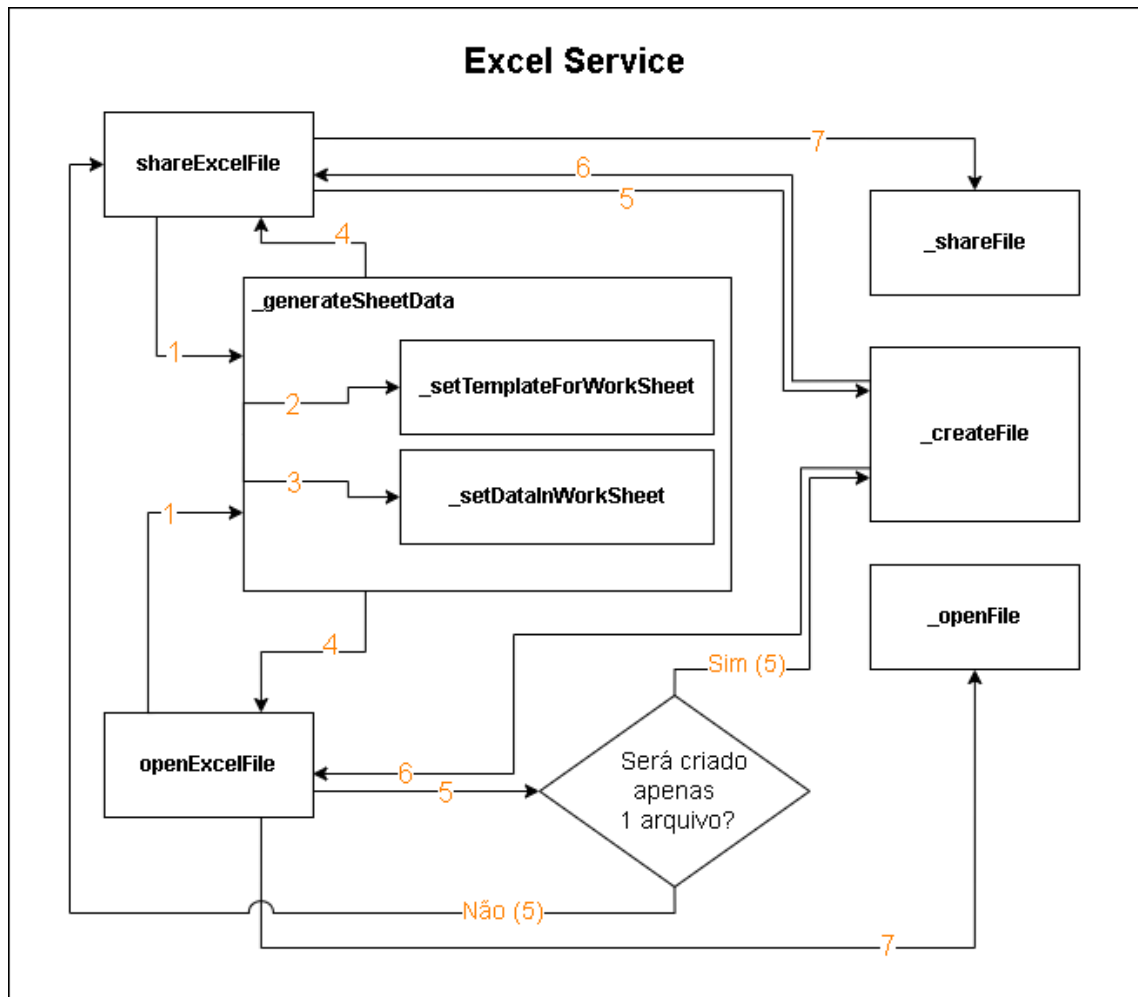 Excel Service
shareExcelFile
7
6
5
_shareFile
4
_generateSheetData
1
_setTemplateForWorkSheet
2
_createFile
3
_setDataInWorkSheet
1
_openFile
4
Sim (5)
openExcelFile
6
5
Será criado
apenas
1 arquivo?
Não (5)
7